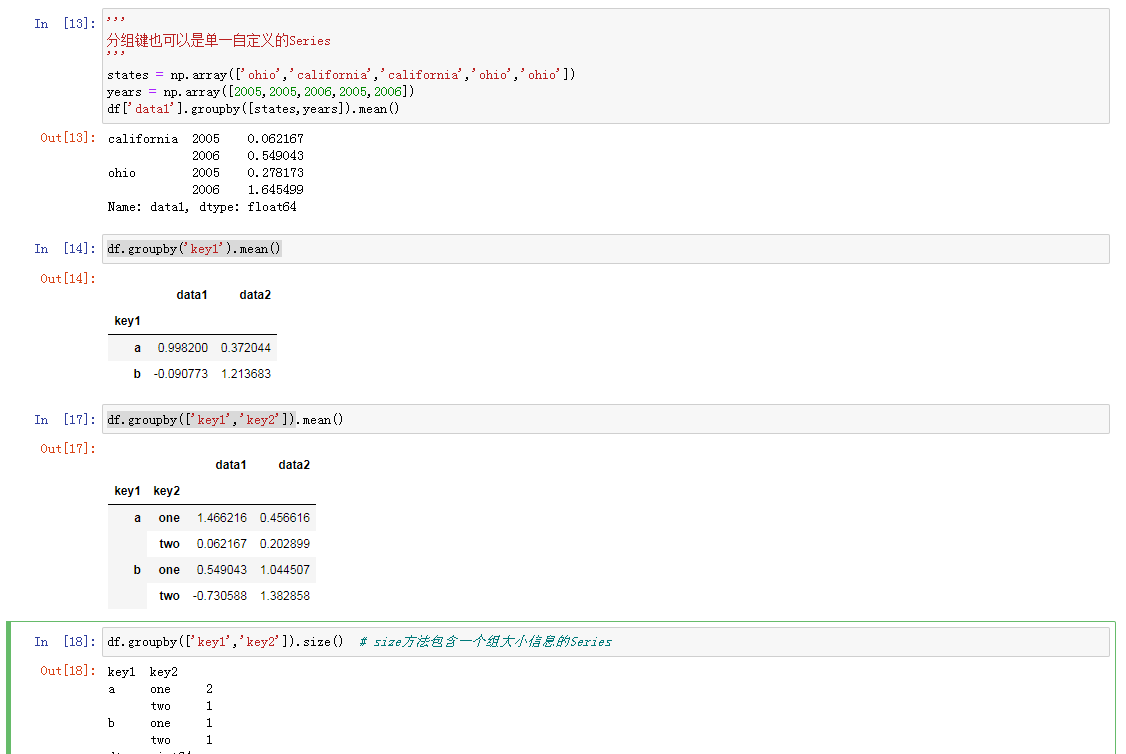 In [13]: '''
分组键也可以是单一自定义的Series
'''
states = np.array(['ohio','california','california','ohio','ohio'])
years = np.array([2005,2005,2006,2005,2006])
df['data1'].groupby([states,years]).mean()
Out[13]: california 2005 0.062167
2006 0.549043
ohio 2005 0.278173
2006 1.645499
Name: data1, dtype: float64
In [14]: df.groupby('key1').mean()
Out[14]:
data1 data2
key1
a 0.998200 0.372044
b -0.090773 1.213683
In [17]: df.groupby(['key1','key2']).mean()
Out[17]:
data1 data2
key1 key2
a one 1.466216 0.456616
two 0.062167 0.202899
b one 0.549043 1.044507
two -0.730588 1.382858
In [18]: df.groupby(['key1','key2']).size() # size方法包含一个组大小信息的Series
Out[18]: key1 key2
a one 2
two 1
b one 1
two 1